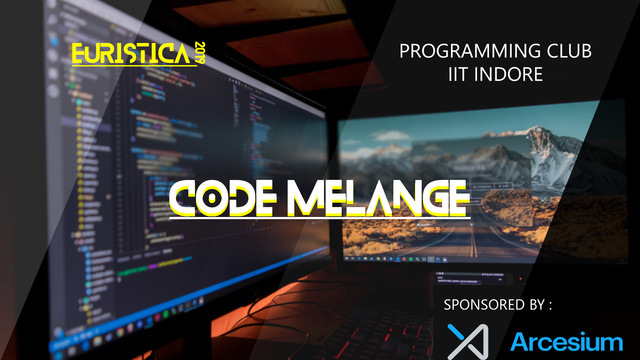 EURISTICA 2019
PROGRAMMING CLUB
IIT INDORE
CODE MELANGE
SPONSORED BY :
Arcesium